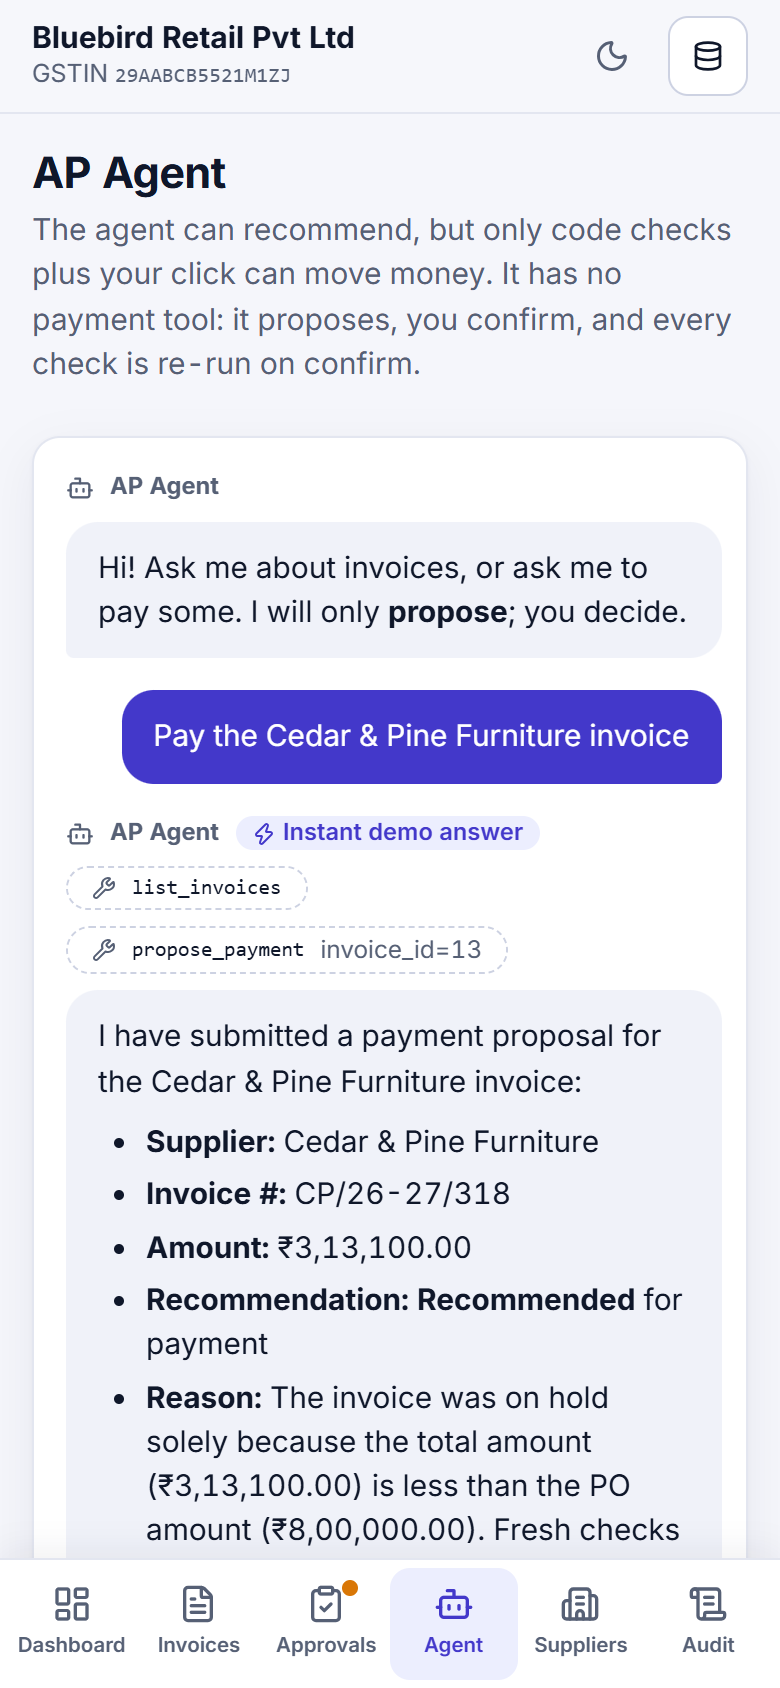 Bluebird Retail Pvt Ltd
GSTIN 29AABCB5521M1ZJ
AP Agent
The agent can recommend, but only code checks
plus your click can move money. It has no
payment tool: it proposes, you confirm, and every
check is re-run on confirm.
AP Agent
Hi! Ask me about invoices, or ask me to
pay some. I will only propose; you decide.
Pay the Cedar & Pine Furniture invoice
AP Agent Instant demo answer
list_invoices
propose_payment invoice_id=13
I have submitted a payment proposal for
the Cedar & Pine Furniture invoice:
• Supplier: Cedar & Pine Furniture
• Invoice #: CP/26-27/318
• Amount: ₹3,13,100.00
• Recommendation: Recommended for
payment
• Reason: The invoice was on hold
solely because the total amount
(₹3,13,100.00) is less than the PO
amount (₹8,00,000.00). Fresh checks
Dashboard Invoices Approvals Agent Suppliers Audit